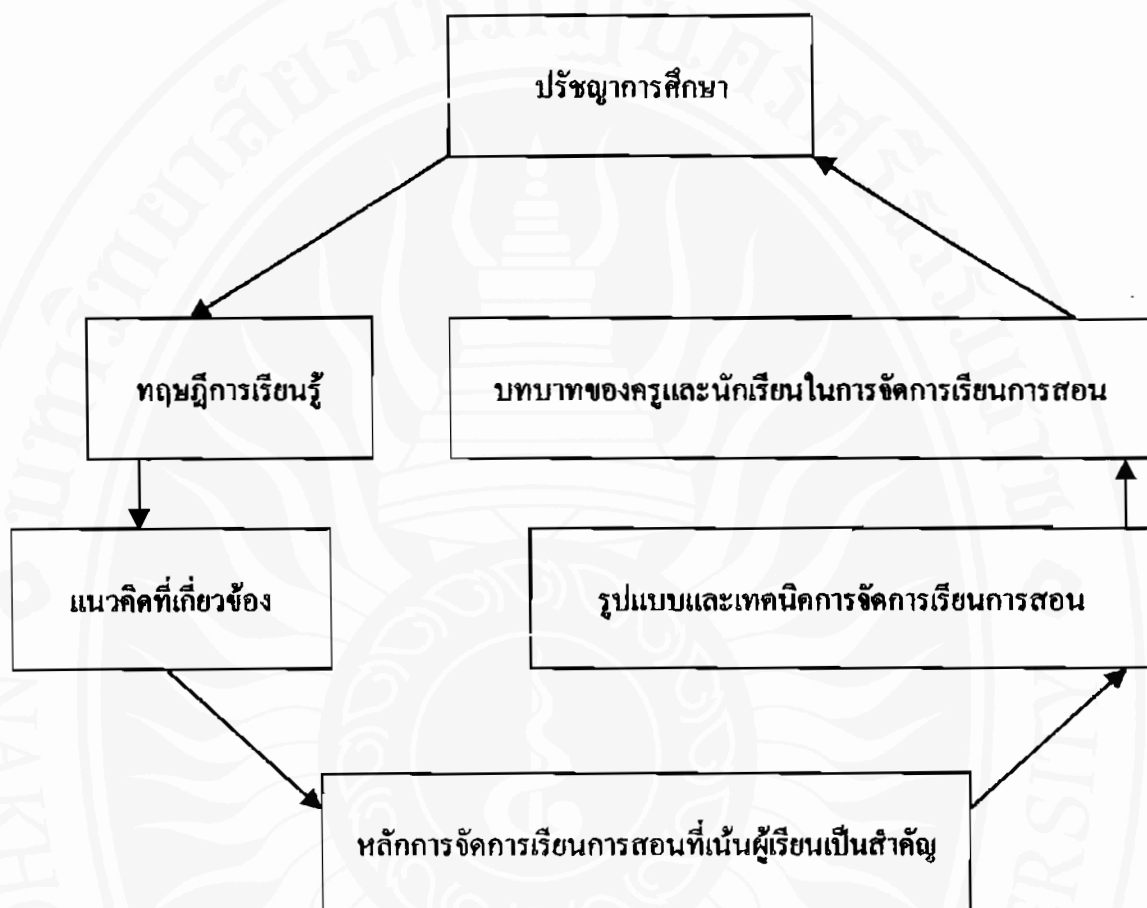 ปรัชญาการศึกษา
ทฤษฎีการเรียนรู้
บทบาทของครูและนักเรียนในการจัดการเรียนการสอน
แนวคิดที่เกี่ยวข้อง
รูปแบบและเทคนิคการจัดการเรียนการสอน
หลักการจัดการเรียนการสอนที่เน้นผู้เรียนเป็นสำคัญ